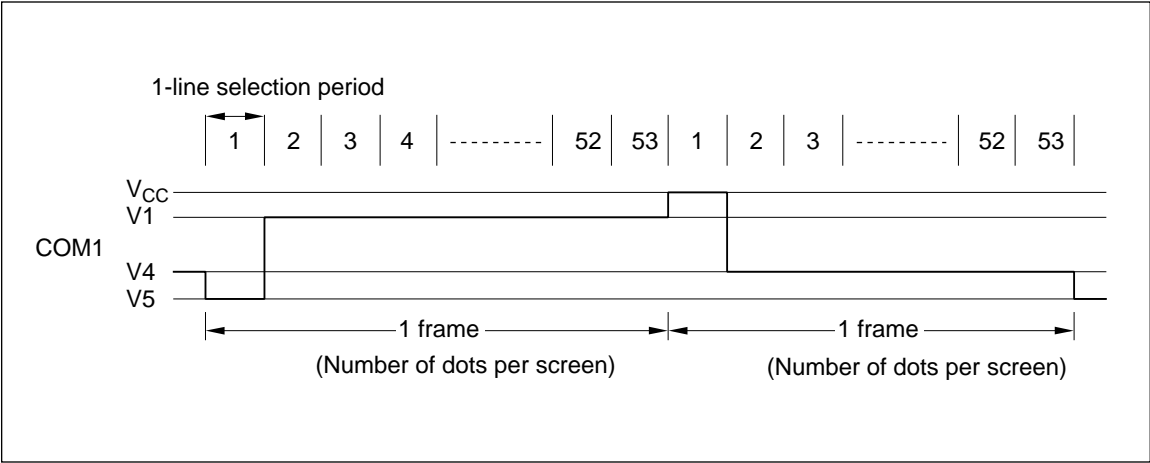 1-line selection period
1 2 3 4 52 53 1 2 3 52 53
VCC
V1
COM1
V4
V5
1 frame 1 frame
(Number of dots per screen) (Number of dots per screen)